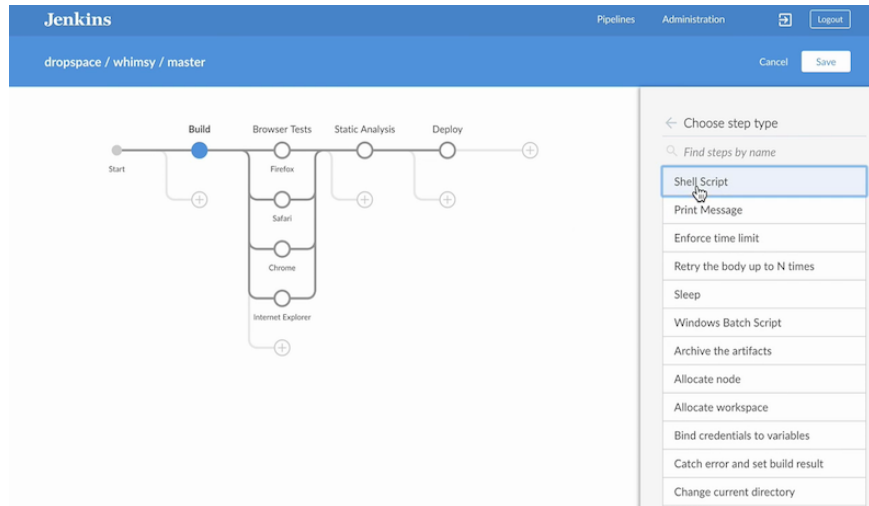 Jenkins
Pipelines
Administration
Logout
dropspace / whimsy / master
Cancel
Save
Build
Browser Tests
Static Analysis
Deploy
Start
Firefox
Safari
Chrome
Internet Explorer
Choose step type
Find steps by name
Shell Script
Print Message
Enforce time limit
Retry the body up to N times
Sleep
Windows Batch Script
Archive the artifacts
Allocate node
Allocate workspace
Bind credentials to variables
Catch error and set build result
Change current directory